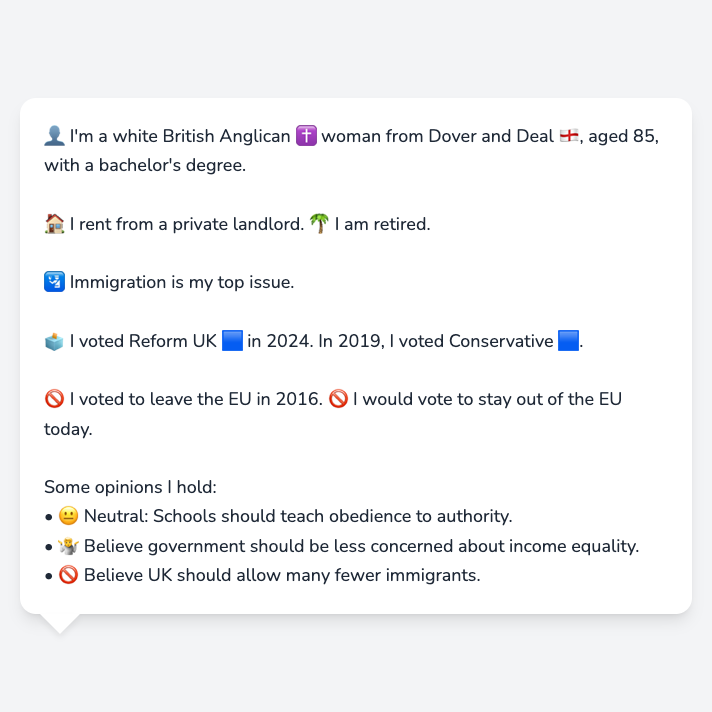 👤 I'm a white British Anglican ✝️ woman from Dover and Deal 🏴󠁧󠁢󠁥󠁮󠁧󠁿, aged 85,
with a bachelor's degree.
🏠 I rent from a private landlord. 🌴 I am retired.
🛂 Immigration is my top issue.
🗳️ I voted Reform UK 🟦 in 2024. In 2019, I voted Conservative 🟦.
🚫 I voted to leave the EU in 2016. 🚫 I would vote to stay out of the EU
today.
Some opinions I hold:
• 😐 Neutral: Schools should teach obedience to authority.
• 🤷 Believe government should be less concerned about income equality.
• 🚫 Believe UK should allow many fewer immigrants.